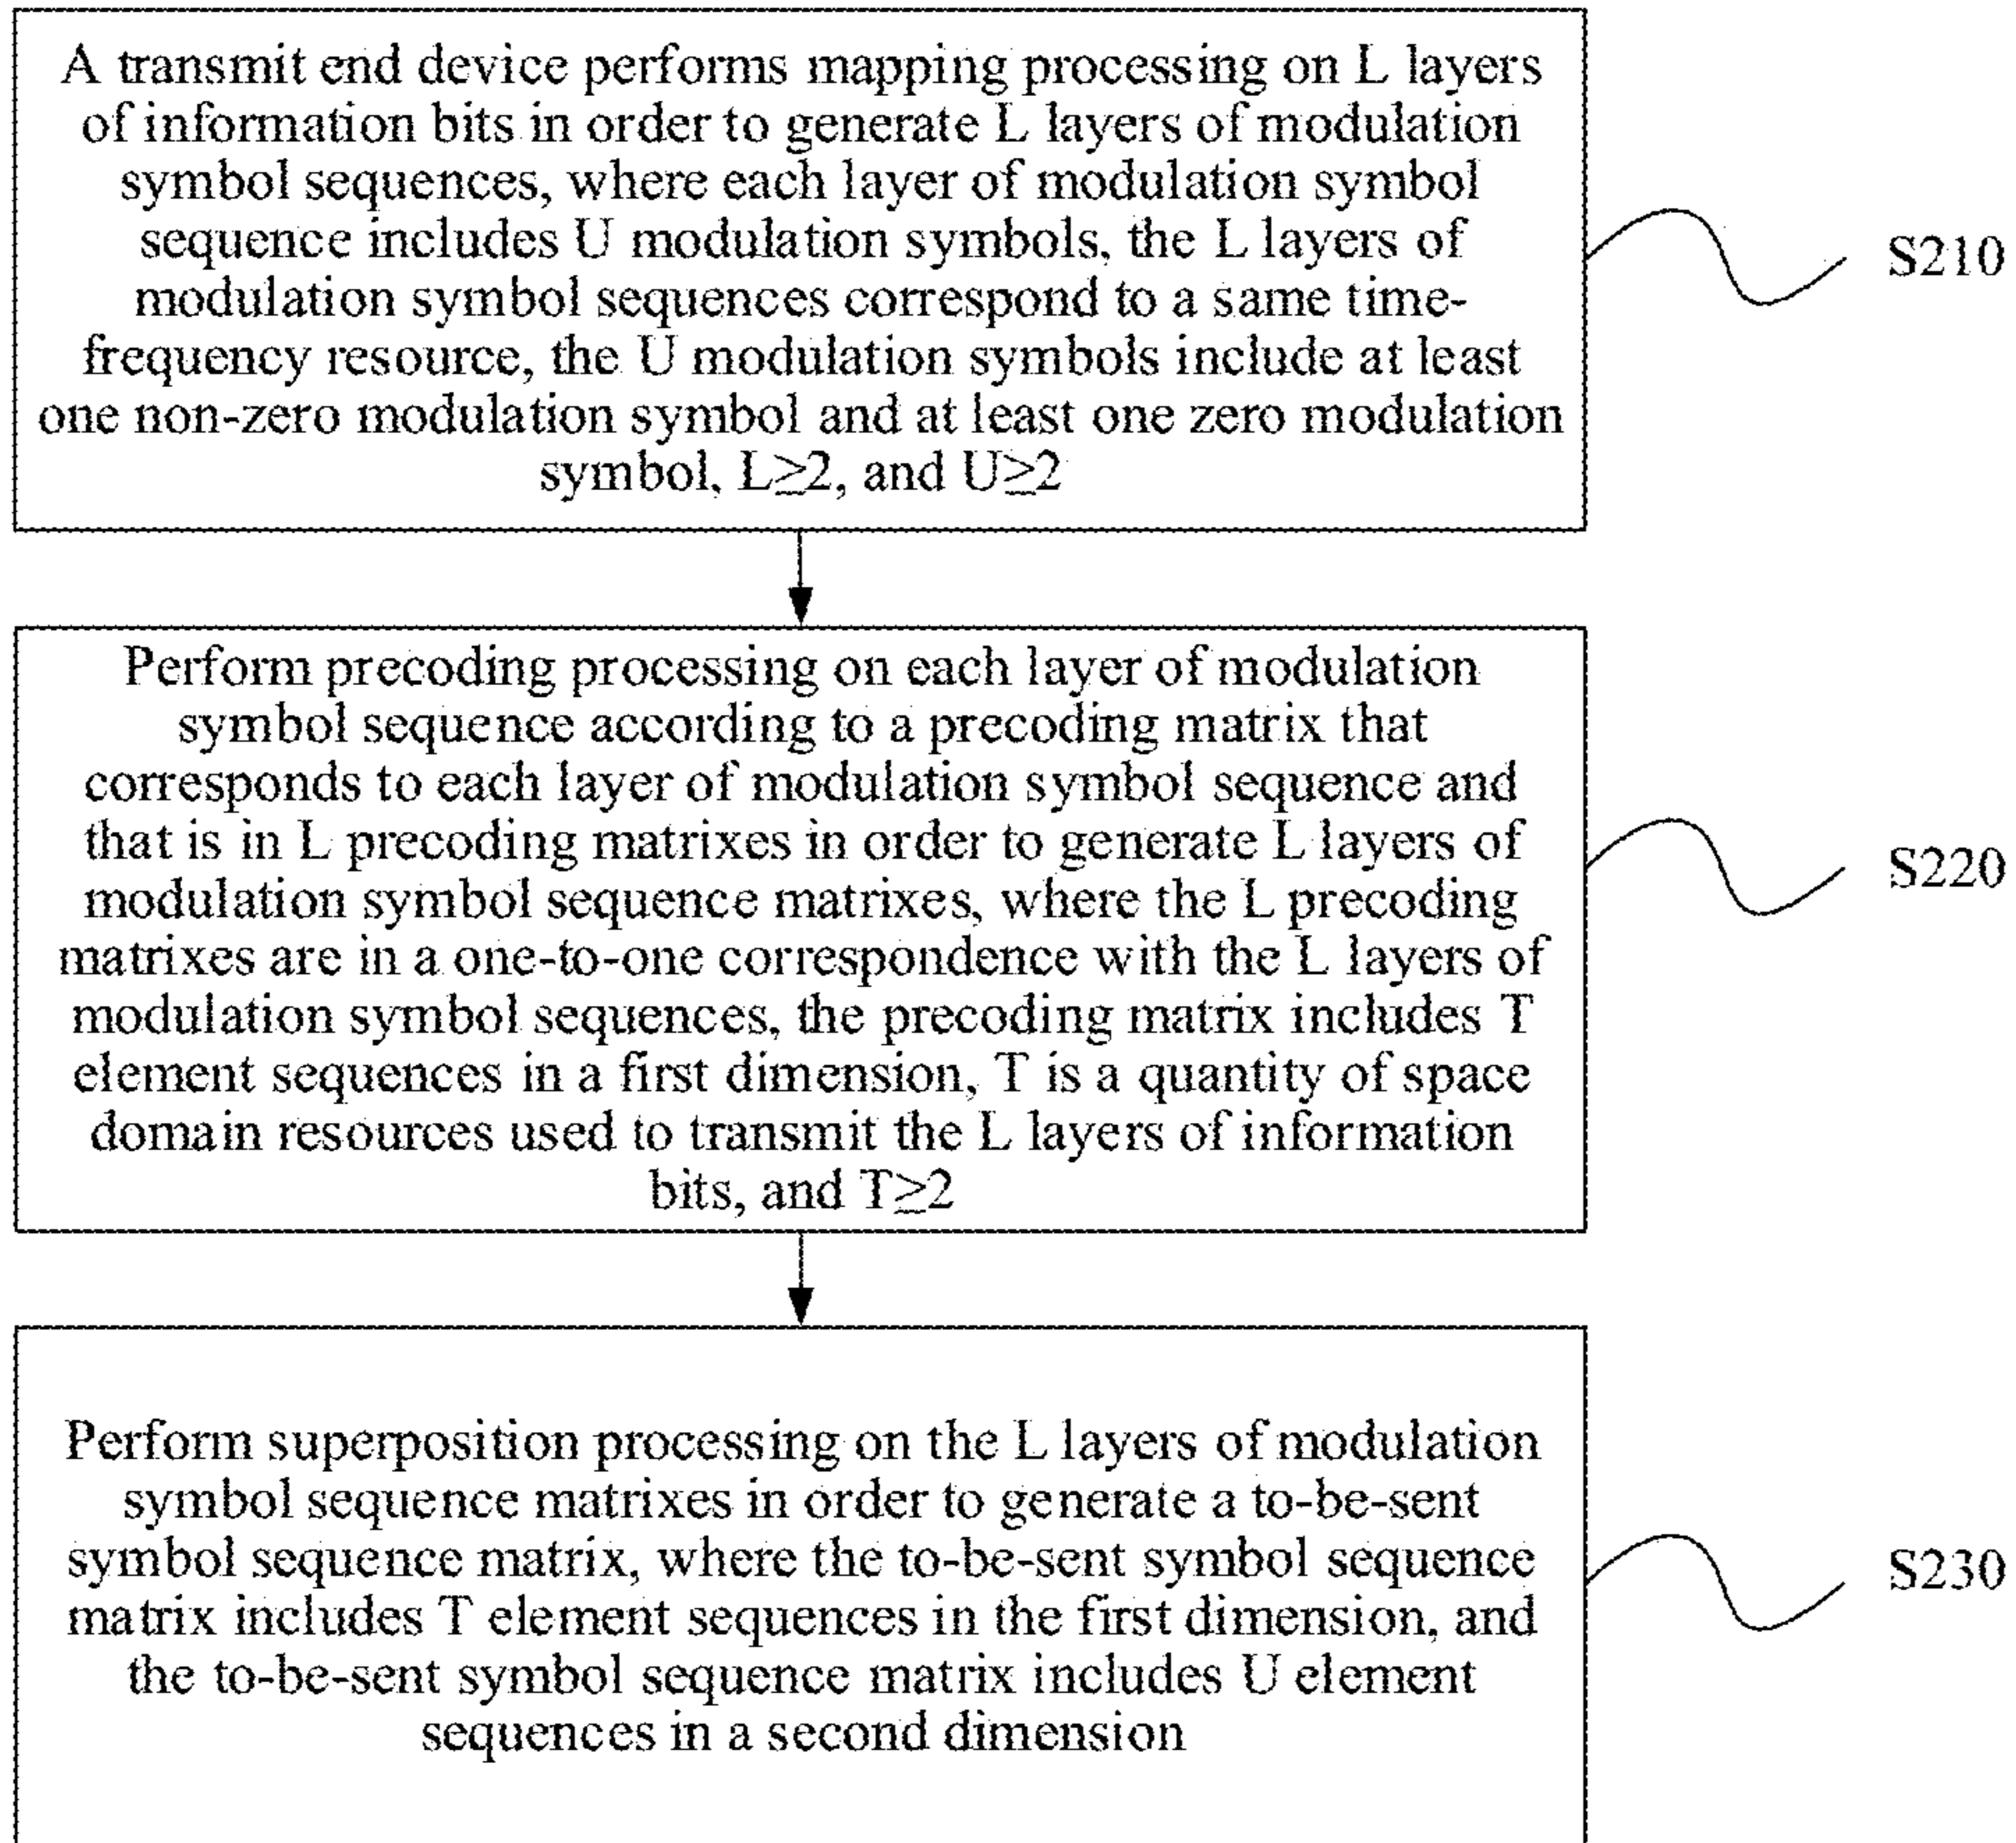 A transmit end device performs mapping processing on L layers
of information bits in order to generate L layers of modulation
symbol sequences, where each layer of modulation symbol
sequence includes U modulation symbols, the L layers of
modulation symbol sequences correspond to a same time-
frequency resource, the U modulation symbols include at least
one non-zero modulation symbol and at least one zero modulation
symbol, L≥2, and U≥2
S210
Perform precoding processing on each layer of modulation
symbol sequence according to a precoding matrix that
corresponds to each layer of modulation symbol sequence and
that is in L precoding matrixes in order to generate L layers of
modulation symbol sequence matrixes, where the L precoding
matrixes are in a one-to-one correspondence with the L layers of
modulation symbol sequences, the precoding matrix includes T
element sequences in a first dimension, T is a quantity of space
domain resources used to transmit the L layers of information
bits, and T≥2
S220
Perform superposition processing on the L layers of modulation
symbol sequence matrixes in order to generate a to-be-sent
symbol sequence matrix, where the to-be-sent symbol sequence
matrix includes T element sequences in the first dimension, and
the to-be-sent symbol sequence matrix includes U element
sequences in a second dimension
S230